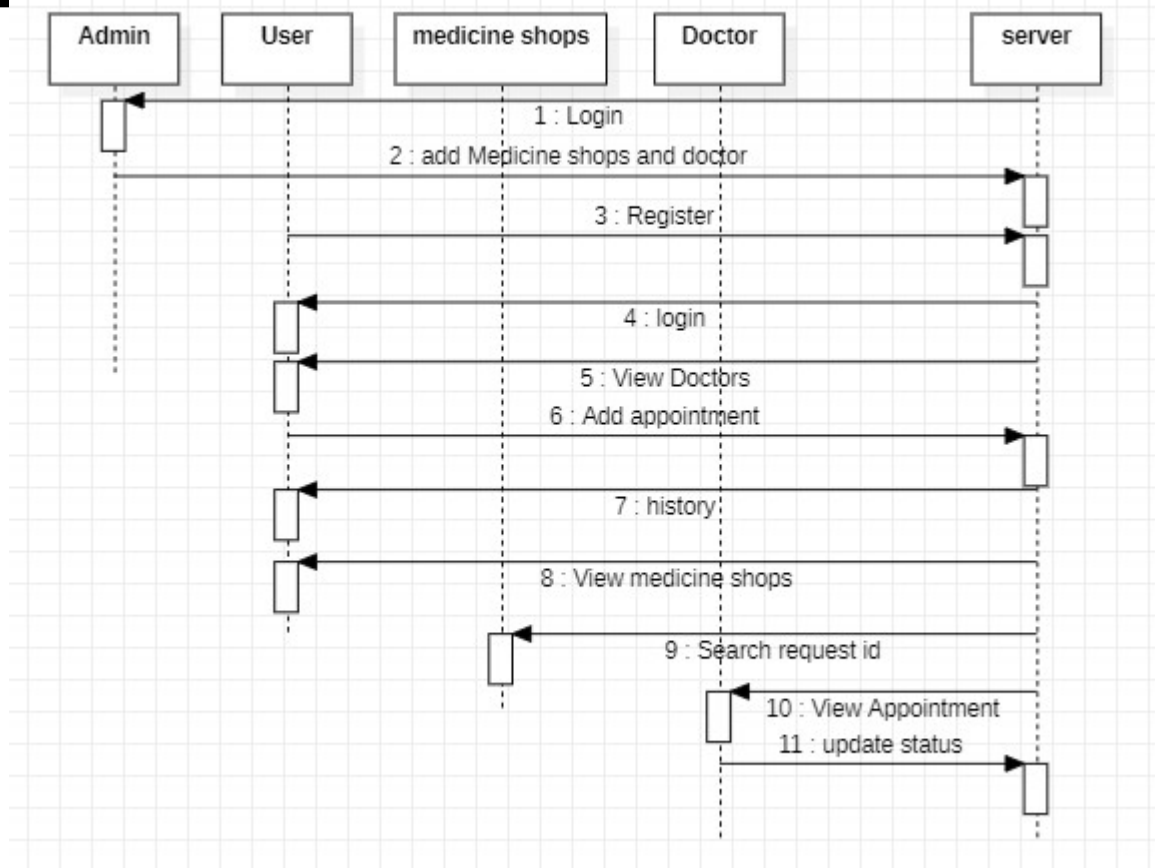 Admin
User
medicine shops
Doctor
server
1 : Login
2 : add Medicine shops and doctor
3 : Register
4 : login
5 : View Doctors
6 : Add appointment
7 : history
8 : View medicine shops
9 : Search request id
10 : View Appointment
11 : update status